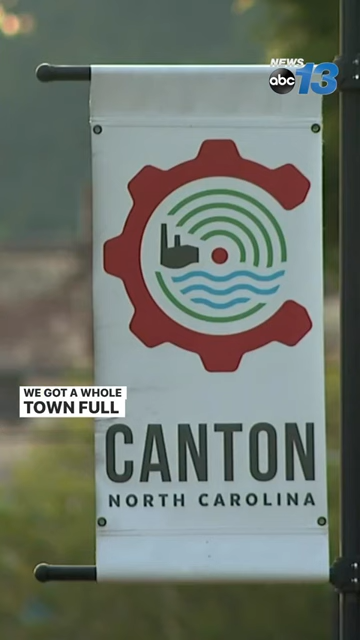 NEWS
abc 13
WE GOT A WHOLE
TOWN FULL
CANTON
NORTH CAROLINA